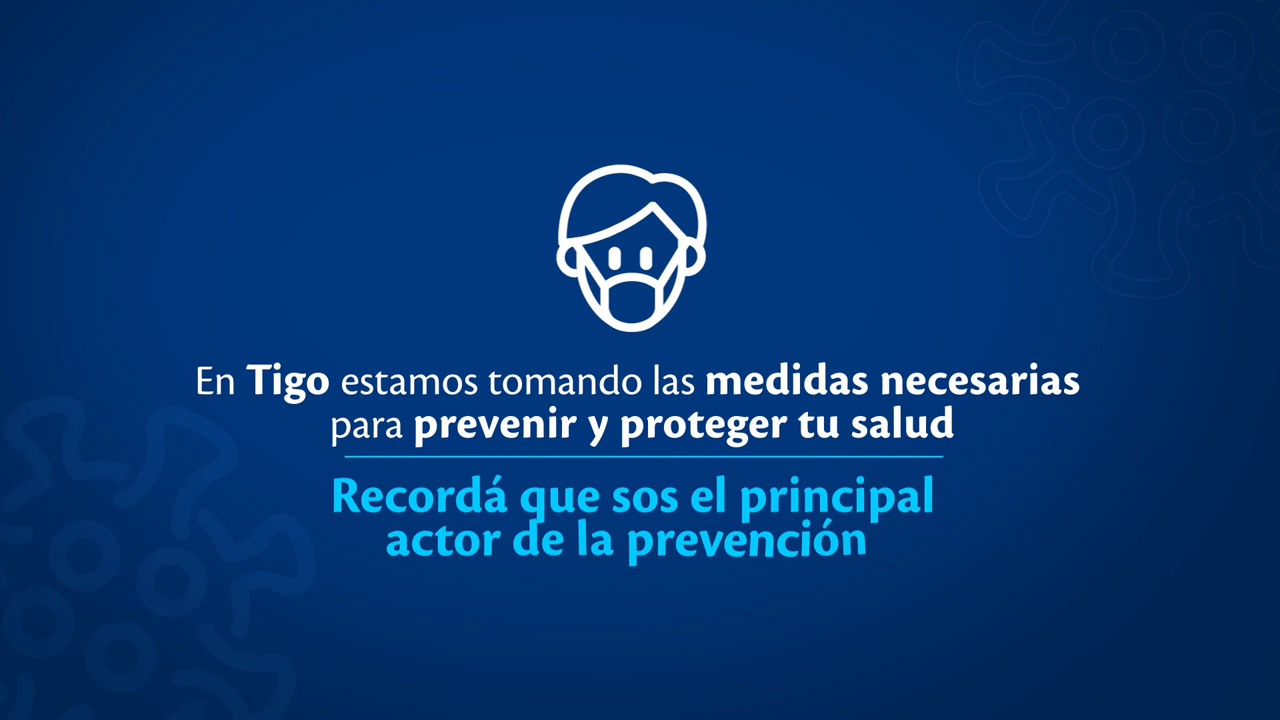 En Tigo estamos tomando las medidas necesarias
para prevenir y proteger tu salud
Recordá que sos el principal
actor de la prevención